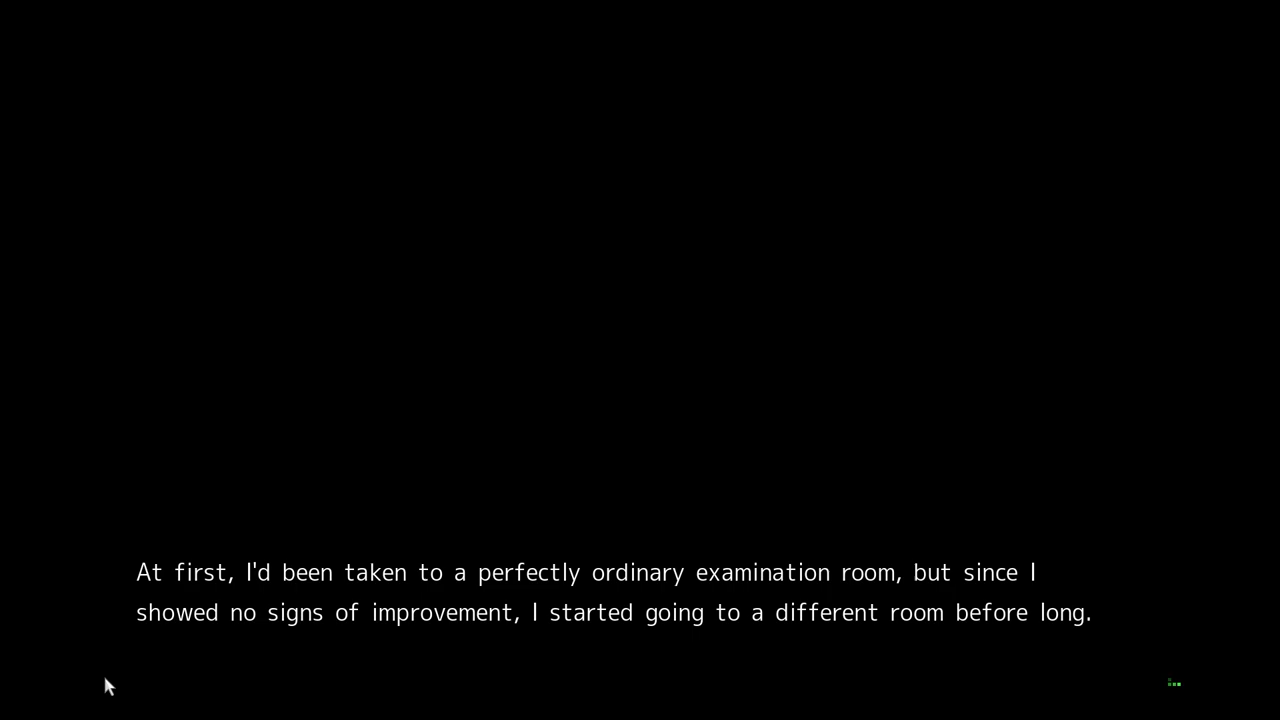 At first, I'd been taken to a perfectly ordinary examination room, but since I
showed no signs of improvement, I started going to a different room before long.